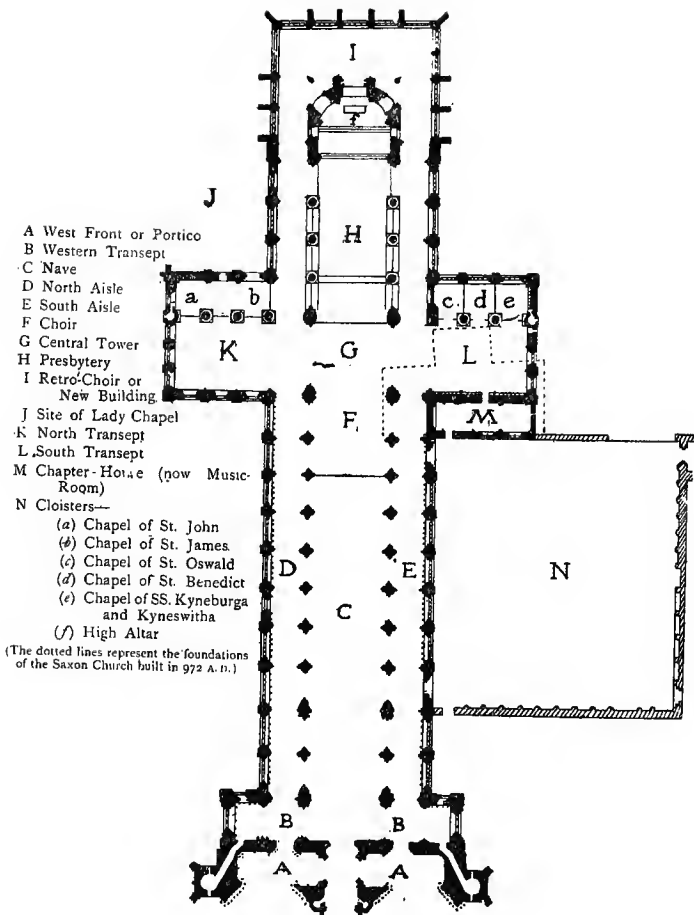 I
f
J
H
A West Front or Portico
B Western Transept
C Nave
D North Aisle
E South Aisle
F Choir
G Central Tower
H Presbytery
I Retro-Choir or
New Building
J Site of Lady Chapel
K North Transept
L South Transept
M Chapter-House (now Music-
Room)
N Cloisters—
(a) Chapel of St. John
(b) Chapel of St. James
(c) Chapel of St. Oswald
(d) Chapel of St. Benedict
(e) Chapel of SS. Kyneburga
and Kyneswitha
(f) High Altar
(The dotted lines represent the foundations
of the Saxon Church built in 972 A.D.)
a b
c d e
K G L
F
M
D E N
C
B B
A A